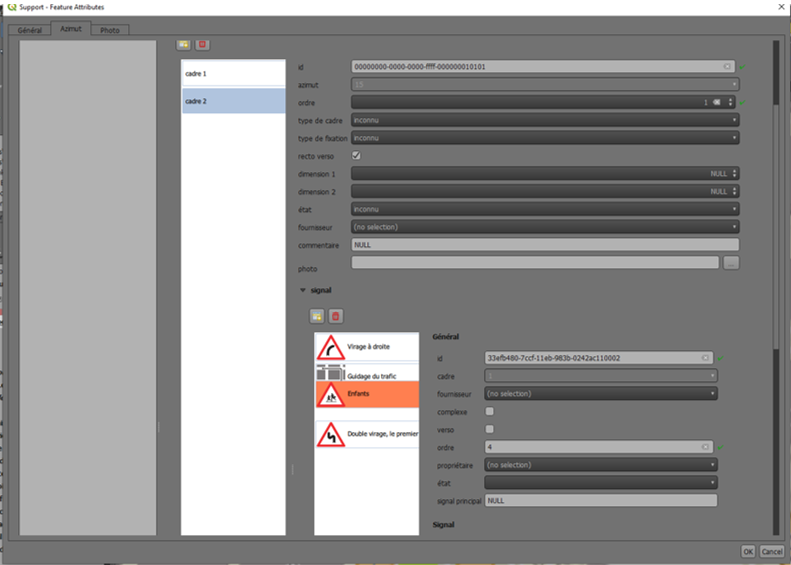 Support - Feature Attributes
Général Azimut Photo
cadre 1
cadre 2
id 00000000-0000-0000-ffff-000000010101
azimut 15
ordre 1
type de cadre inconnu
type de fixation inconnu
recto verso
dimension 1 NULL
dimension 2 NULL
état inconnu
fournisseur (no selection)
commentaire NULL
photo ...
signal
Virage à droite
Guidage du trafic
Enfants
Double virage, le premier
Général
id 33efb480-7ccf-11eb-983b-0242ac110002
cadre 1
fournisseur (no selection)
complexe
verso
ordre 4
propriétaire (no selection)
état
signal principal NULL
Signal
OK Cancel